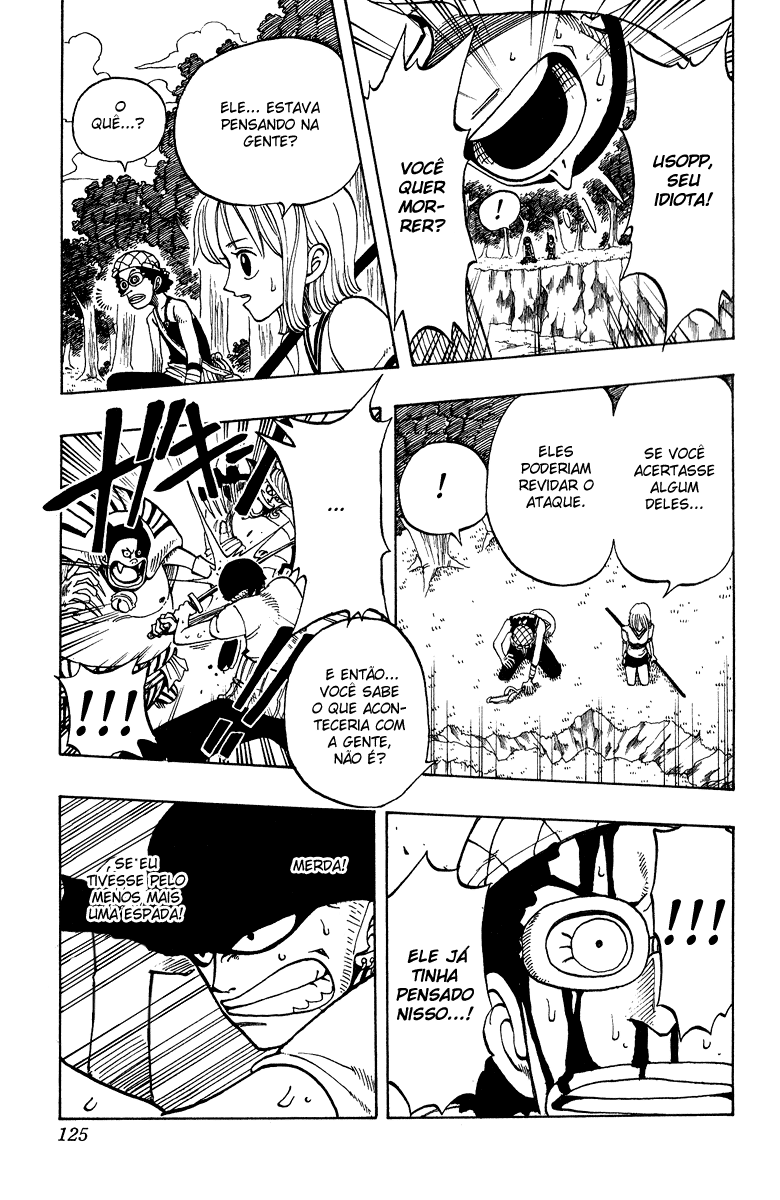 USOPP,
SEU
IDIOTA!
!
VOCÊ
QUER
MOR-
RER?
ELE... ESTAVA
PENSANDO NA
GENTE?
O
QUÊ...?
SE VOCÊ
ACERTASSE
ALGUM
DELES...
ELES
PODERIAM
REVIDAR O
ATAQUE.
!
...
E ENTÃO...
VOCÊ SABE
O QUE ACON-
TECERIA COM
A GENTE,
NÃO É?
!!!
!!!
ELE JÁ
TINHA
PENSADO
NISSO...!
MERDA!
SE EU
TIVESSE PELO
MENOS MAIS
UMA ESPADA!
125